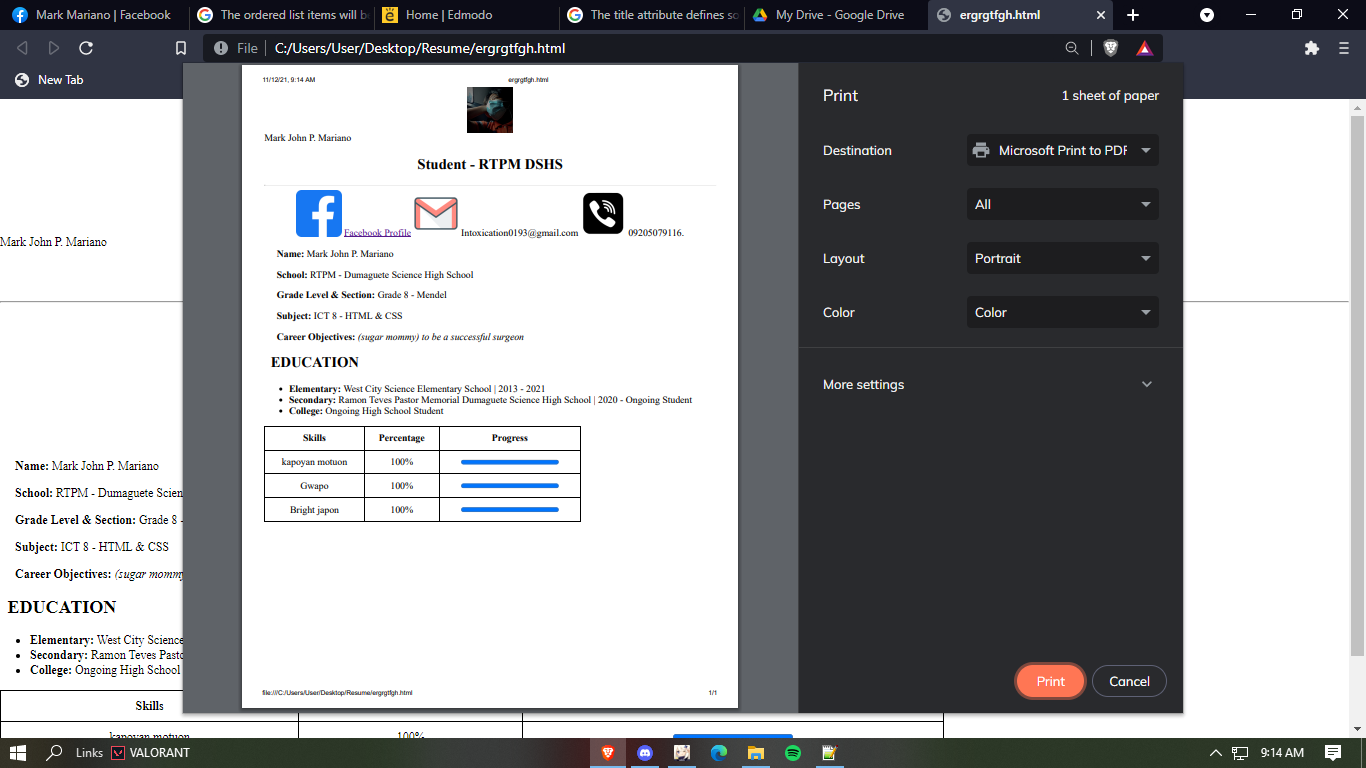 Mark Mariano | Facebook
The ordered list items will b
Home | Edmodo
The title attribute defines so
My Drive - Google Drive
ergrgtfgh.html
File
C:/Users/User/Desktop/Resume/ergrgtfgh.html
New Tab
Mark John P. Mariano
Name: Mark John P. Mariano
School: RTPM - Dumaguete Scien
Grade Level & Section: Grade 8 -
Subject: ICT 8 - HTML & CSS
Career Objectives: (sugar mommy
EDUCATION
Elementary: West City Science
Secondary: Ramon Teves Pasto
College: Ongoing High School
Skills
kapoyan motuon
100%
11/12/21, 9:14 AM
ergrgtfgh.html
Mark John P. Mariano
Student - RTPM DSHS
Facebook Profile Intoxication0193@gmail.com 09205079116.
Name: Mark John P. Mariano
School: RTPM - Dumaguete Science High School
Grade Level & Section: Grade 8 - Mendel
Subject: ICT 8 - HTML & CSS
Career Objectives: (sugar mommy) to be a successful surgeon
EDUCATION
Elementary: West City Science Elementary School | 2013 - 2021
Secondary: Ramon Teves Pastor Memorial Dumaguete Science High School | 2020 - Ongoing Student
College: Ongoing High School Student
Skills Percentage Progress
kapoyan motuon 100%
Gwapo 100%
Bright japon 100%
file:///C:/Users/User/Desktop/Resume/ergrgtfgh.html
1/1
Print
1 sheet of paper
Destination
Microsoft Print to PDF
Pages
All
Layout
Portrait
Color
Color
More settings
Print
Cancel
Links
VALORANT
9:14 AM